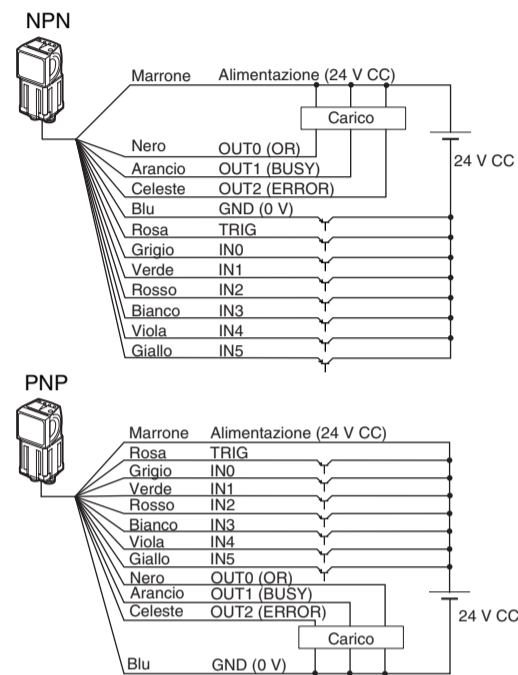 NPN
Marrone Alimentazione (24 V CC)
Carico
24 V CC
Nero OUT0 (OR)
Arancio OUT1 (BUSY)
Celeste OUT2 (ERROR)
Blu GND (0 V)
Rosa TRIG
Grigio IN0
Verde IN1
Rosso IN2
Bianco IN3
Viola IN4
Giallo IN5
PNP
Marrone Alimentazione (24 V CC)
Rosa TRIG
Grigio IN0
Verde IN1
Rosso IN2
Bianco IN3
Viola IN4
Giallo IN5
Nero OUT0 (OR)
Arancio OUT1 (BUSY)
Celeste OUT2 (ERROR)
24 V CC
Carico
Blu GND (0 V)